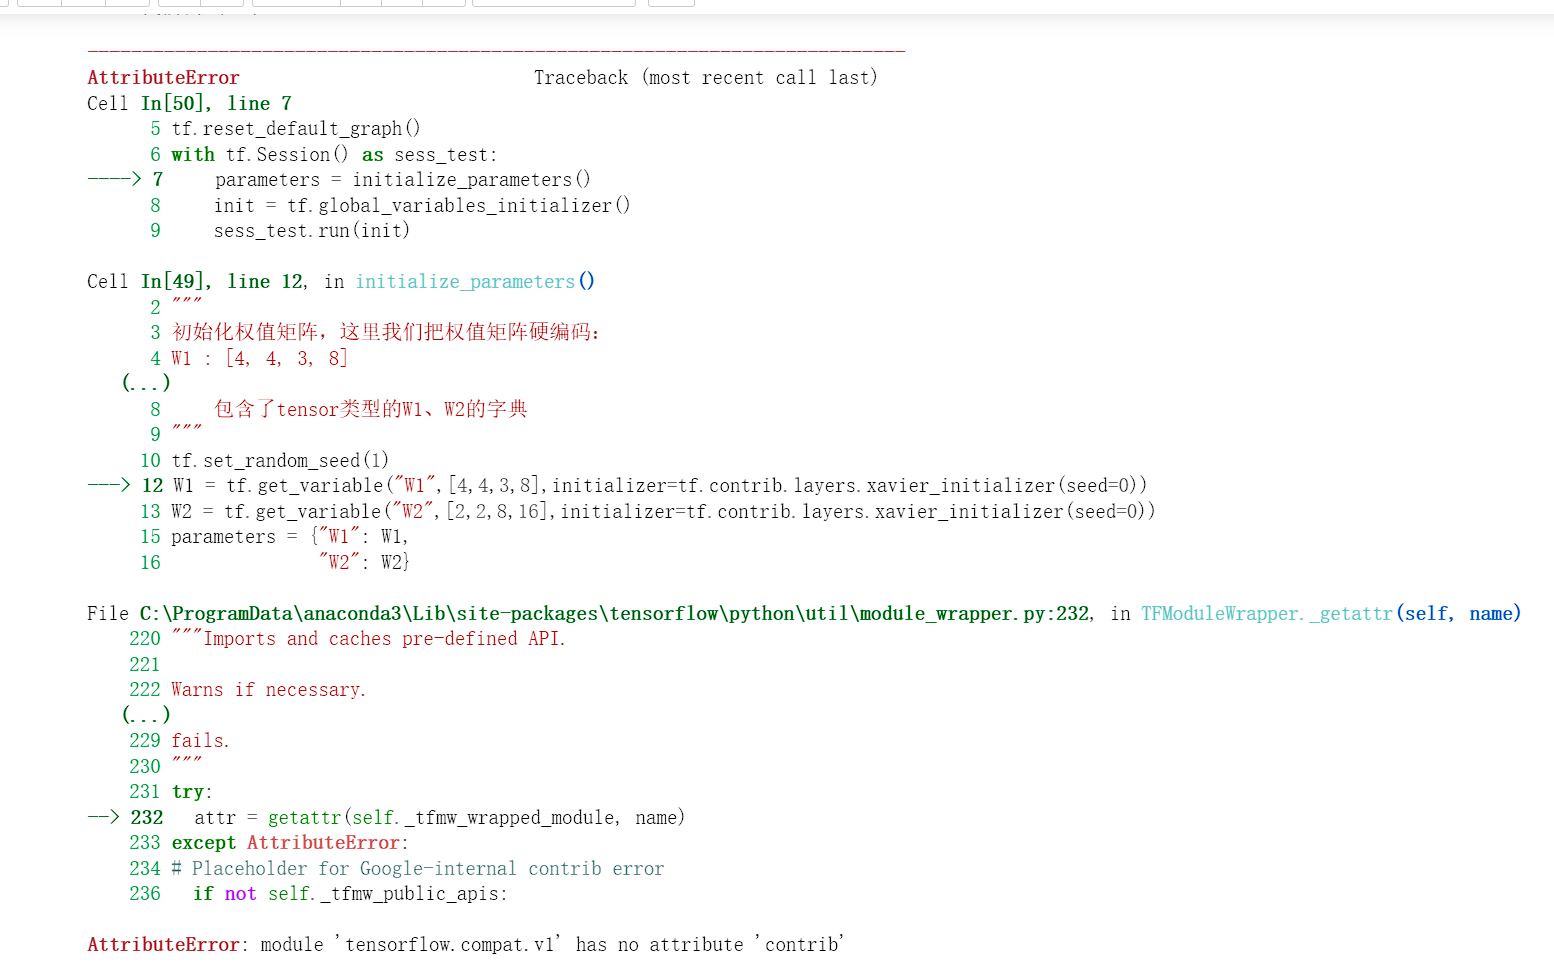 ---------------------------------------------------------------------------
AttributeError                            Traceback (most recent call last)
Cell In[50], line 7
      5 tf.reset_default_graph()
      6 with tf.Session() as sess_test:
----> 7     parameters = initialize_parameters()
      8     init = tf.global_variables_initializer()
      9     sess_test.run(init)
Cell In[49], line 12, in initialize_parameters()
      2 """
      3 初始化权值矩阵，这里我们把权值矩阵硬编码：
      4 W1 : [4, 4, 3, 8]
   (...)
      8     包含了tensor类型的W1、W2的字典
      9 """
     10 tf.set_random_seed(1)
---> 12 W1 = tf.get_variable("W1",[4,4,3,8],initializer=tf.contrib.layers.xavier_initializer(seed=0))
     13 W2 = tf.get_variable("W2",[2,2,8,16],initializer=tf.contrib.layers.xavier_initializer(seed=0))
     15 parameters = {"W1": W1,
     16               "W2": W2}
File C:\ProgramData\anaconda3\Lib\site-packages\tensorflow\python\util\module_wrapper.py:232, in TFModuleWrapper._getattr(self, name)
    220 """Imports and caches pre-defined API.
    221
    222 Warns if necessary.
   (...)
    229 fails.
    230 """
    231 try:
--> 232   attr = getattr(self._tfmw_wrapped_module, name)
    233 except AttributeError:
    234 # Placeholder for Google-internal contrib error
    236   if not self._tfmw_public_apis:
AttributeError: module 'tensorflow.compat.v1' has no attribute 'contrib'